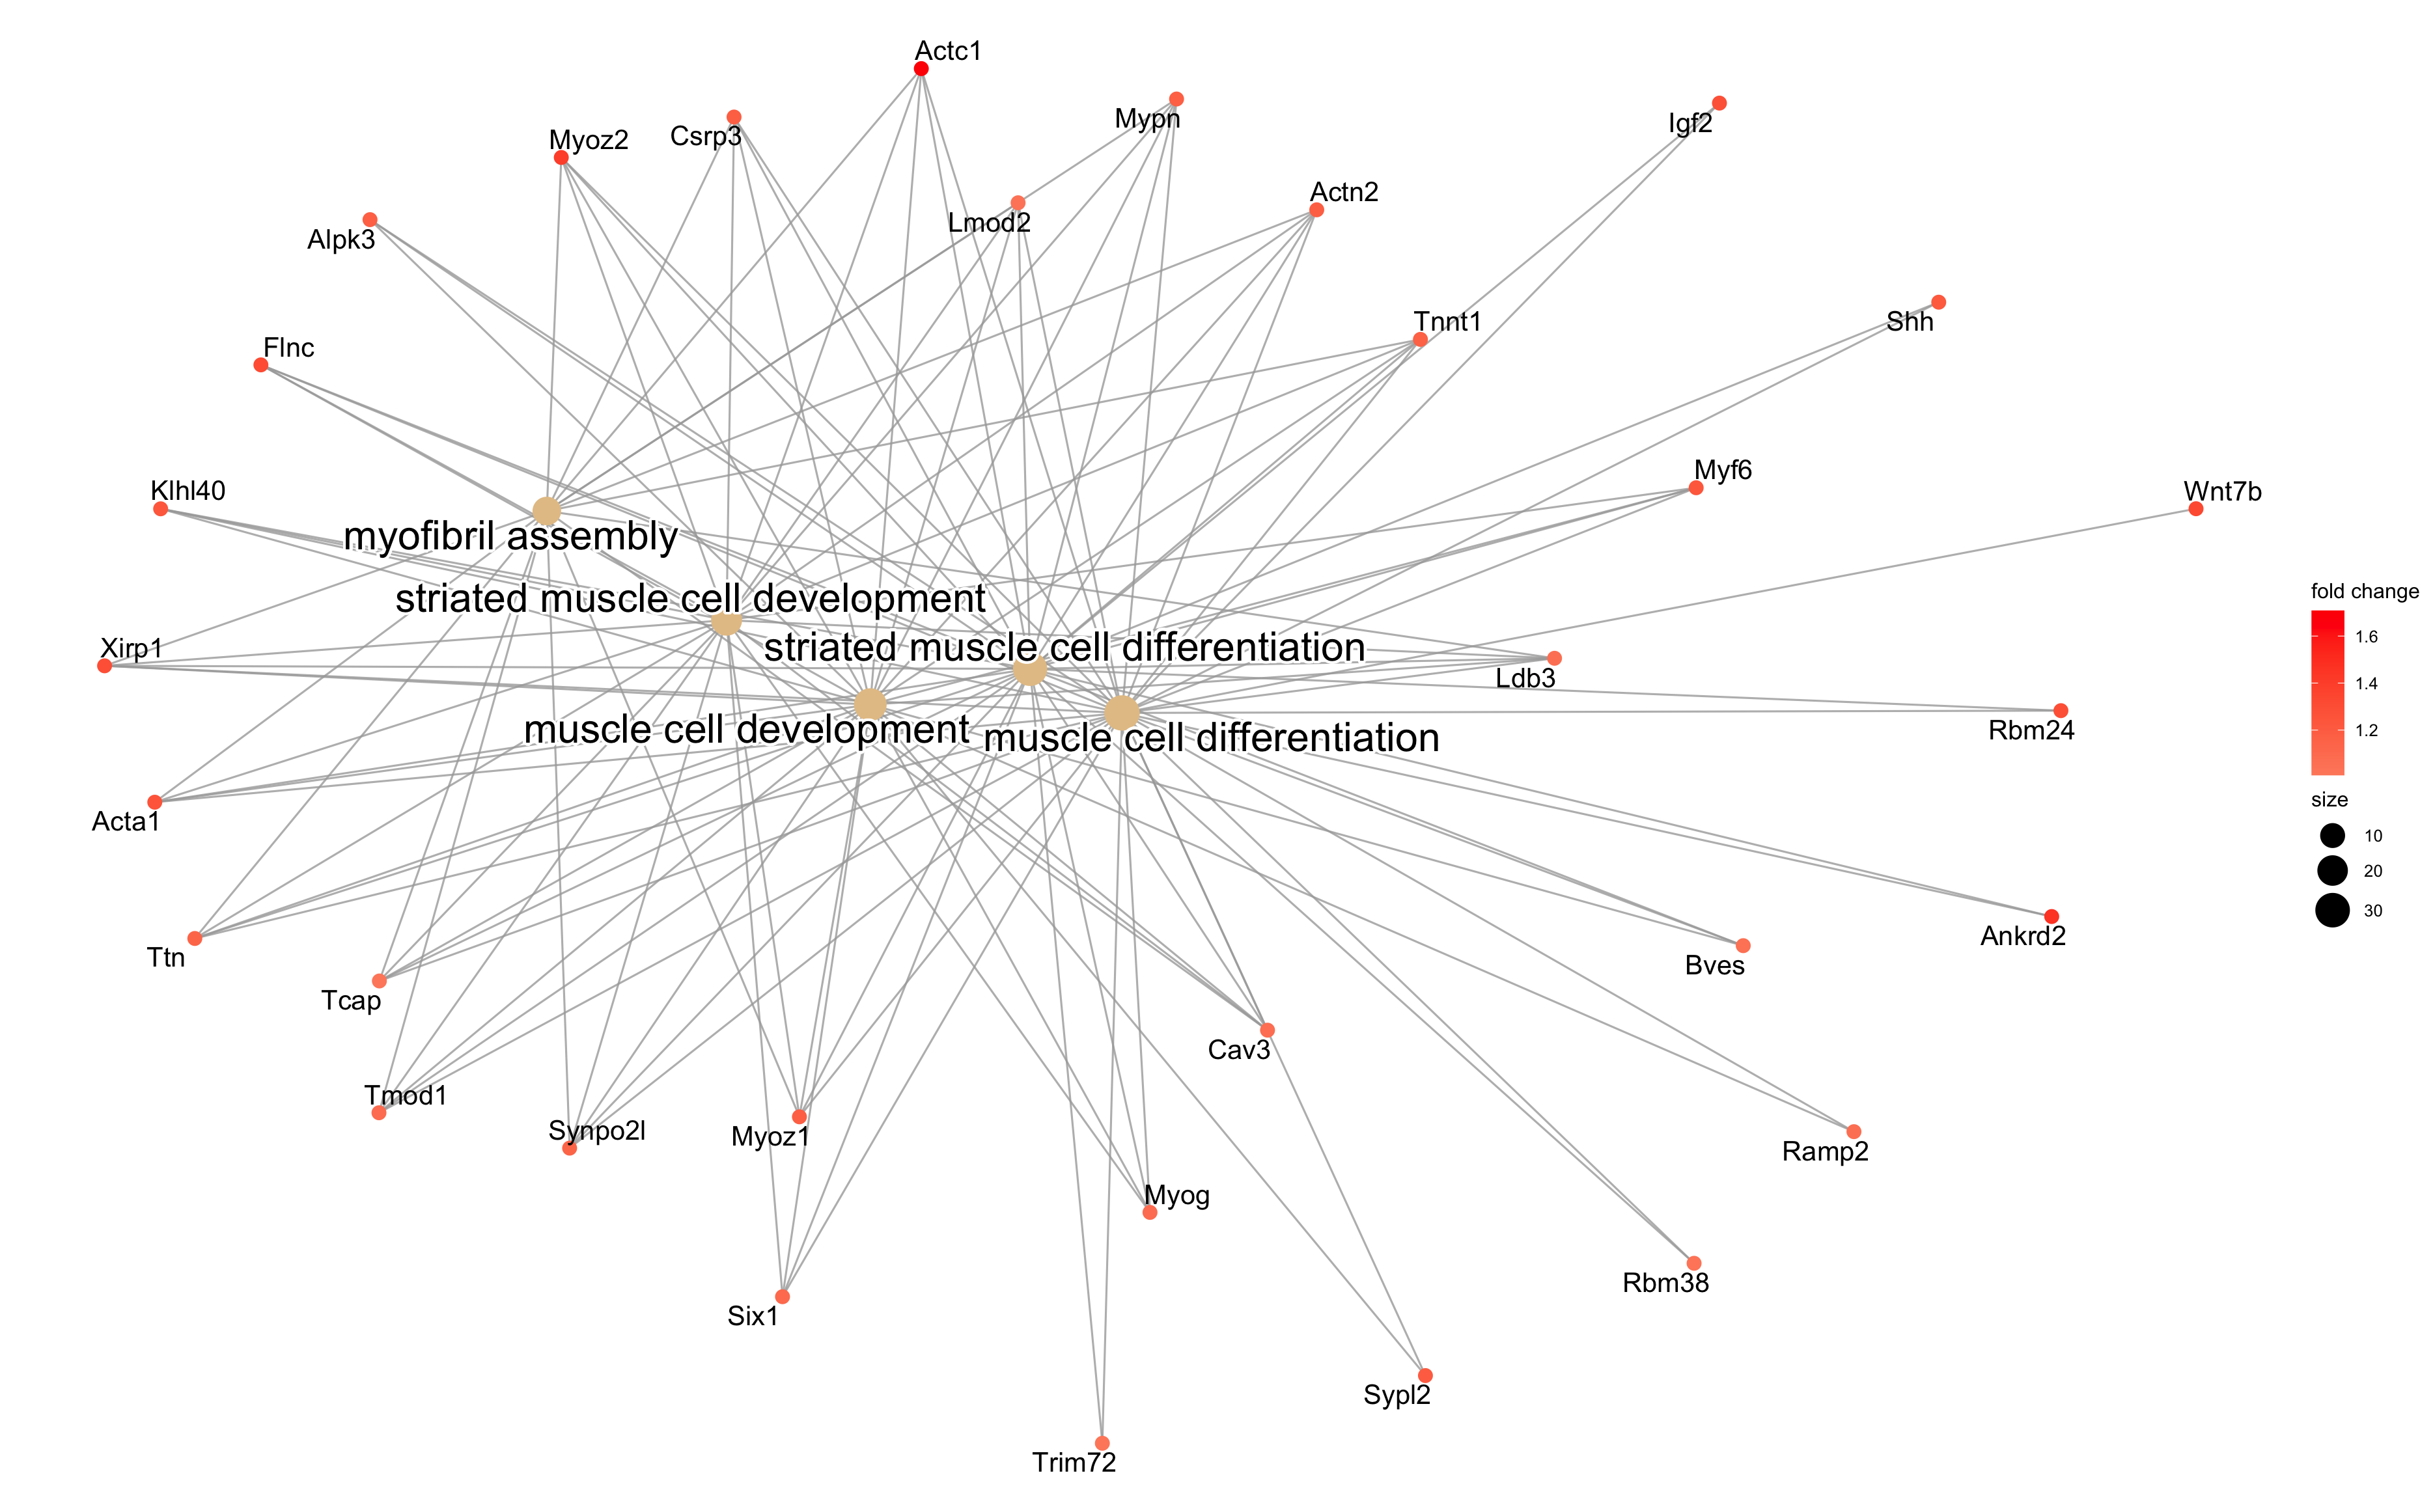 Actc1
Mypn
Igf2
Csrp3
Myoz2
Actn2
Lmod2
Alpk3
Shh
Tnnt1
Flnc
Myf6
Klhl40
Wnt7b
myofibril assembly
striated muscle cell development
striated muscle cell differentiation
Xirp1
Ldb3
muscle cell development
muscle cell differentiation
Rbm24
Acta1
Ttn
Tcap
Ankrd2
Bves
Cav3
Tmod1
Synpo2l
Myoz1
Ramp2
Myog
Rbm38
Six1
Sypl2
Trim72
fold change
1.6
1.4
1.2
size
10
20
30